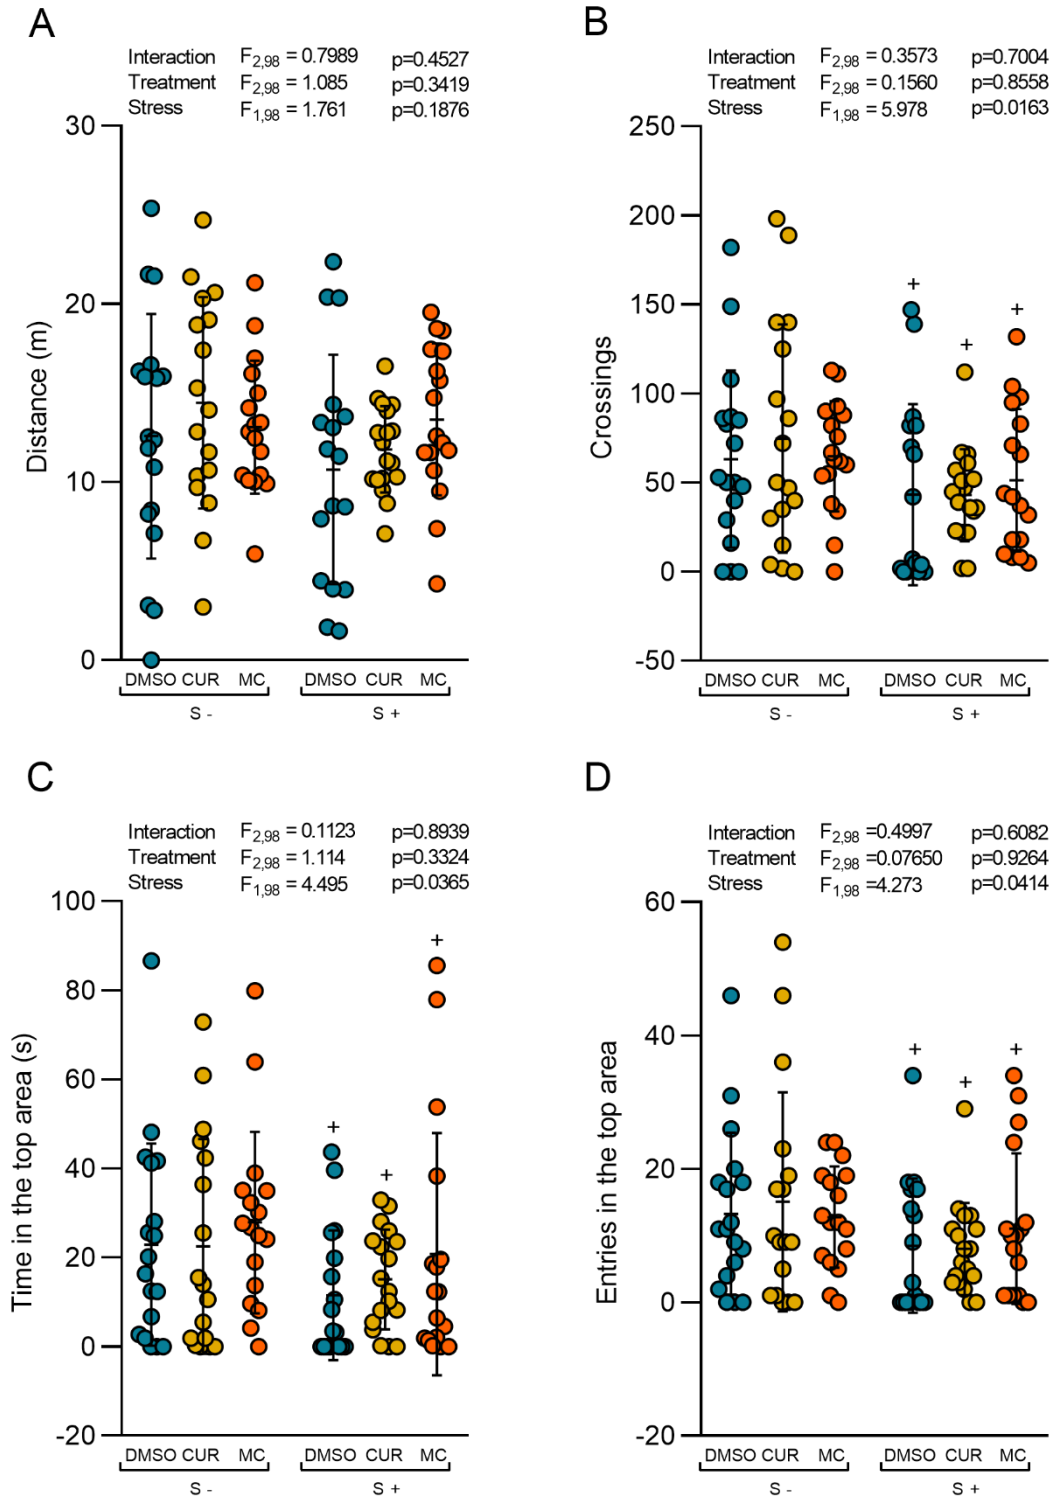 A
Interaction F2,98 = 0.7989 p=0.4527
Treatment F2,98 = 1.085 p=0.3419
Stress F1,98 = 1.761 p=0.1876
30
20
10
0
Distance (m)
DMSO CUR MC DMSO CUR MC
S - S +
B
Interaction F2,98 = 0.3573 p=0.7004
Treatment F2,98 = 0.1560 p=0.8558
Stress F1,98 = 5.978 p=0.0163
250
200
150
100
50
0
-50
Crossings
+ + +
DMSO CUR MC DMSO CUR MC
S - S +
C
Interaction F2,98 = 0.1123 p=0.8939
Treatment F2,98 = 1.114 p=0.3324
Stress F1,98 = 4.495 p=0.0365
100
80
60
40
20
0
-20
Time in the top area (s)
+ + +
DMSO CUR MC DMSO CUR MC
S - S +
D
Interaction F2,98 =0.4997 p=0.6082
Treatment F2,98 =0.07650 p=0.9264
Stress F1,98 =4.273 p=0.0414
60
40
20
0
-20
Entries in the top area
+ + +
DMSO CUR MC DMSO CUR MC
S - S +